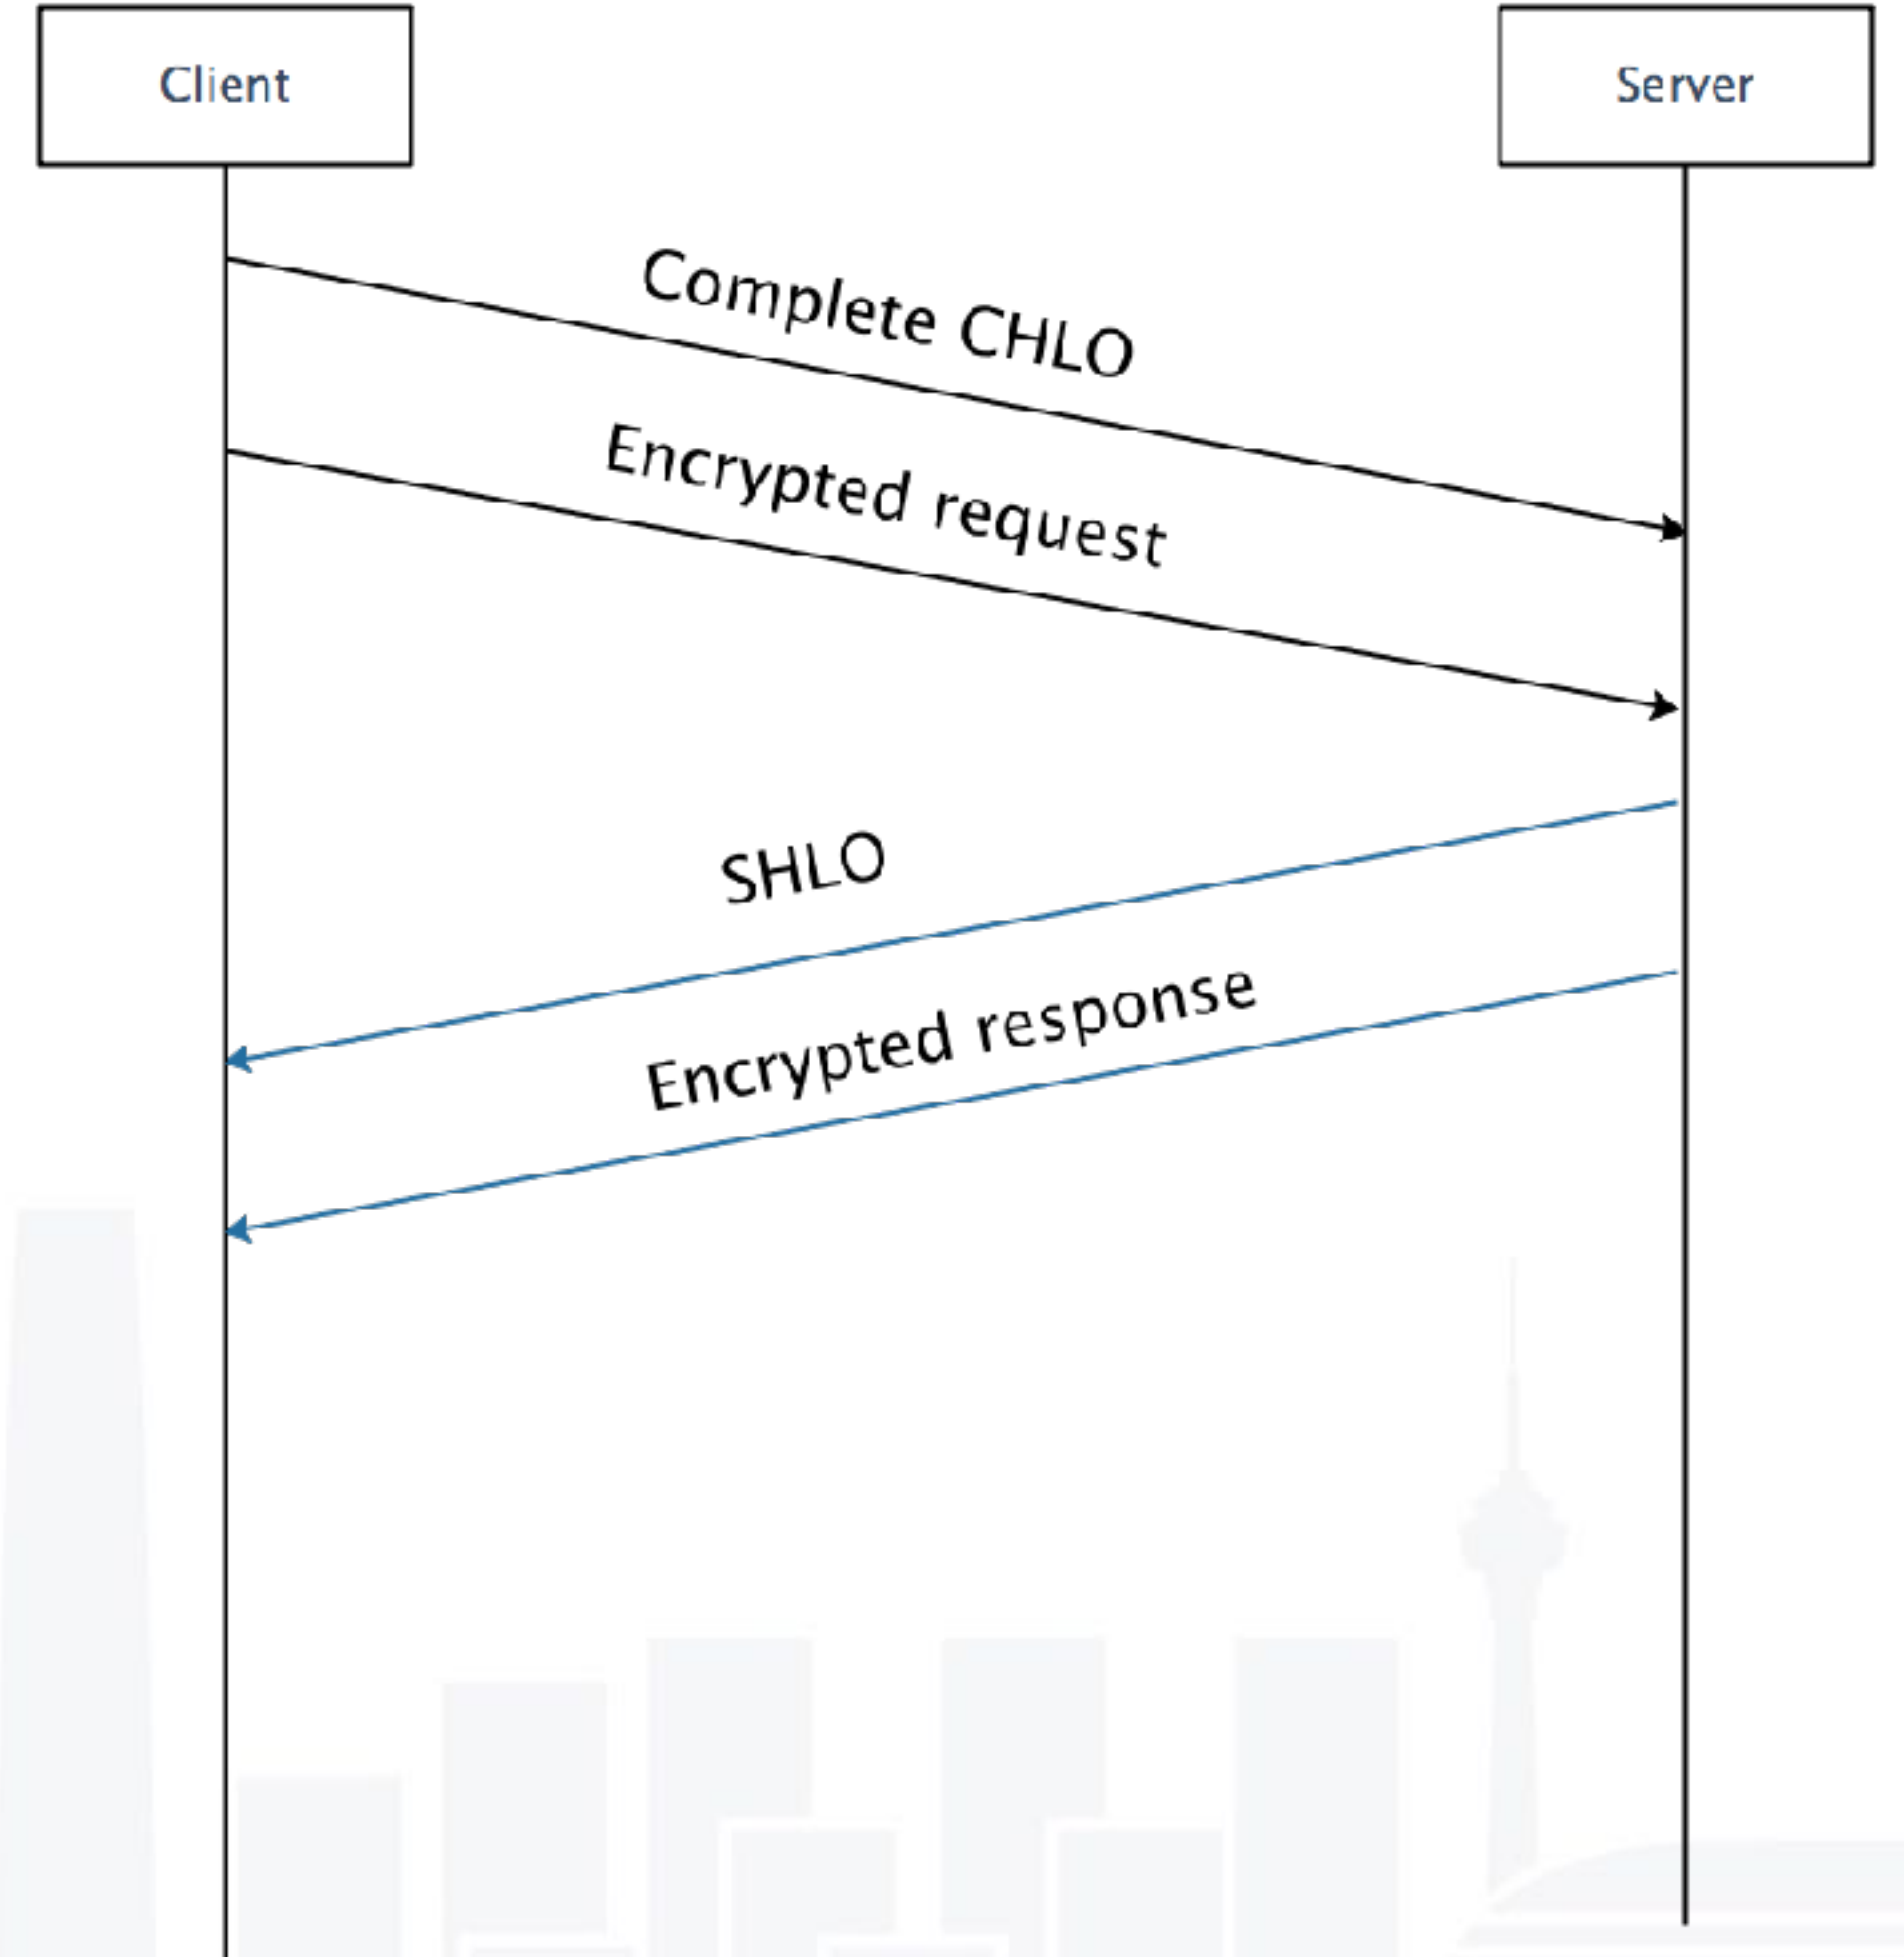 Client
Server
Complete CHLO
Encrypted request
SHLO
Encrypted response